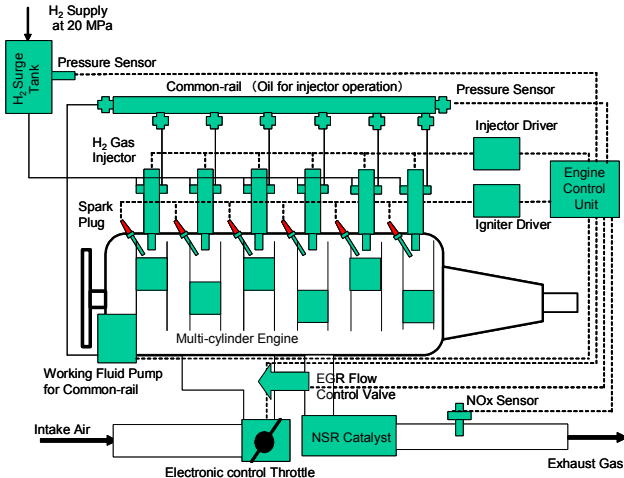 H2 Supply
at 20 MPa
Pressure Sensor
H2 Surge
Tank
Common-rail （Oil for injector operation）
Pressure Sensor
H2 Gas
Injector
Injector Driver
Engine
Control
Unit
Spark
Plug
Igniter Driver
Multi-cylinder Engine
Working Fluid Pump
for Common-rail
EGR Flow
Control Valve
NOx Sensor
Intake Air
NSR Catalyst
Electronic control Throttle
Exhaust Gas